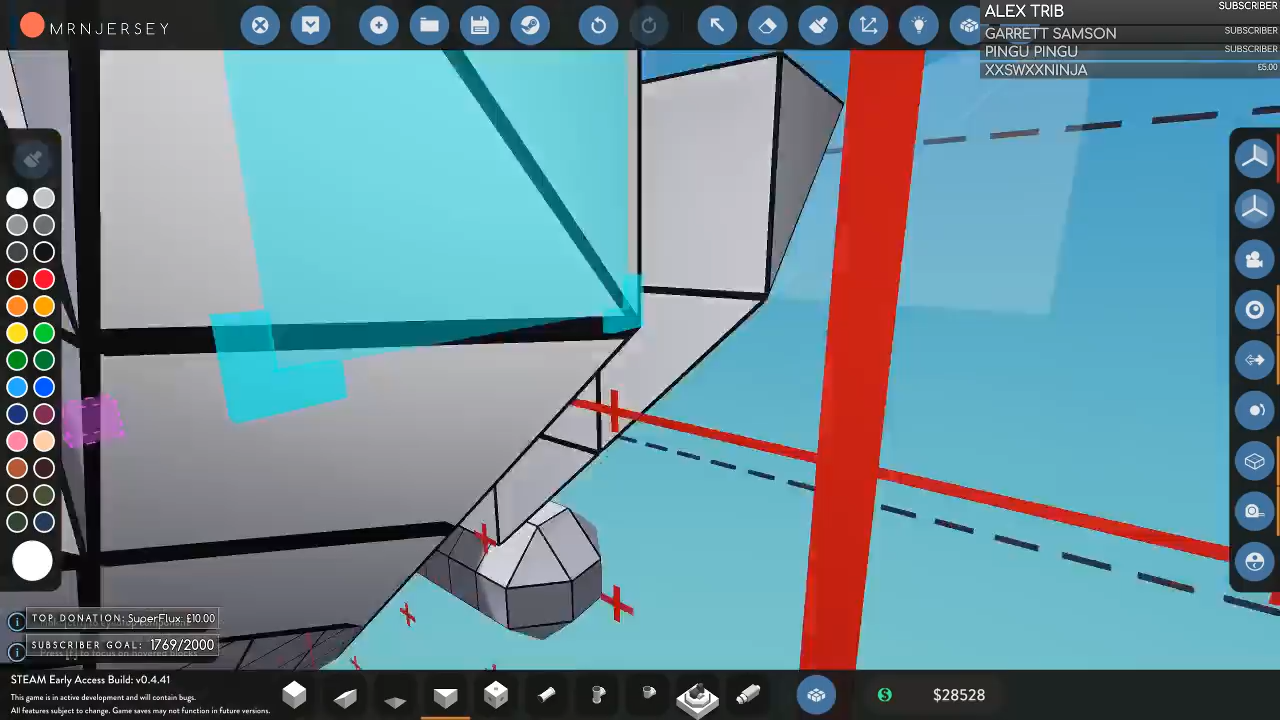 MRNJERSEY
ALEX TRIB SUBSCRIBER
GARRETT SAMSON SUBSCRIBER
PINGU PINGU SUBSCRIBER
XXSWXXNINJA £5.00
TOP DONATION: SuperFlux: £10.00
SUBSCRIBER GOAL: 1769/2000
STEAM Early Access Build: v0.4.41
This game is in active development and will contain bugs.
All features subject to change. Game saves may not function in future versions.
$ $28528